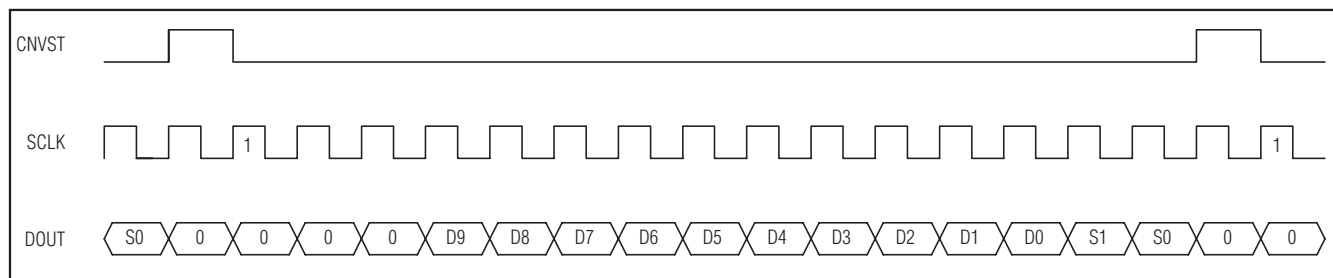 CNVST
SCLK 1 1
DOUT S0 0 0 0 0 D9 D8 D7 D6 D5 D4 D3 D2 D1 D0 S1 S0 0 0